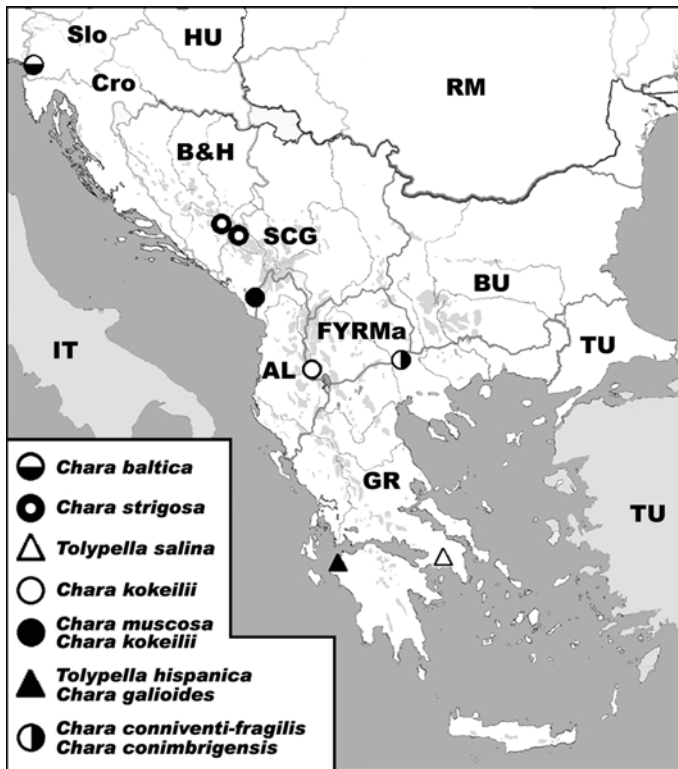 Slo
HU
Cro
RM
B&H
SCG
BU
FYRMa
TU
IT
AL
GR
TU
Chara baltica
Chara strigosa
Tolypella salina
Chara kokeilii
Chara muscosa
Chara kokeilii
Tolypella hispanica
Chara galioides
Chara conniventi-fragilis
Chara conimbrigensis